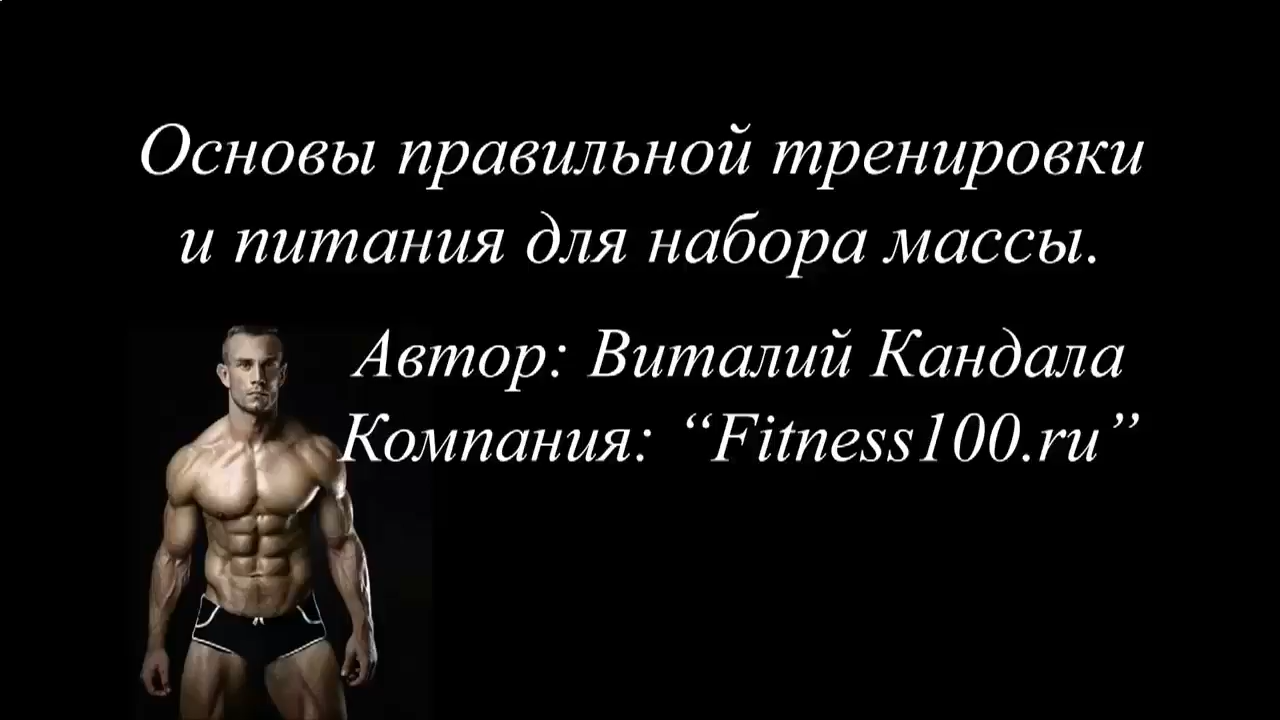 Основы правильной тренировки
и питания для набора массы.
Автор: Виталий Кандала
Компания: “Fitness100.ru”